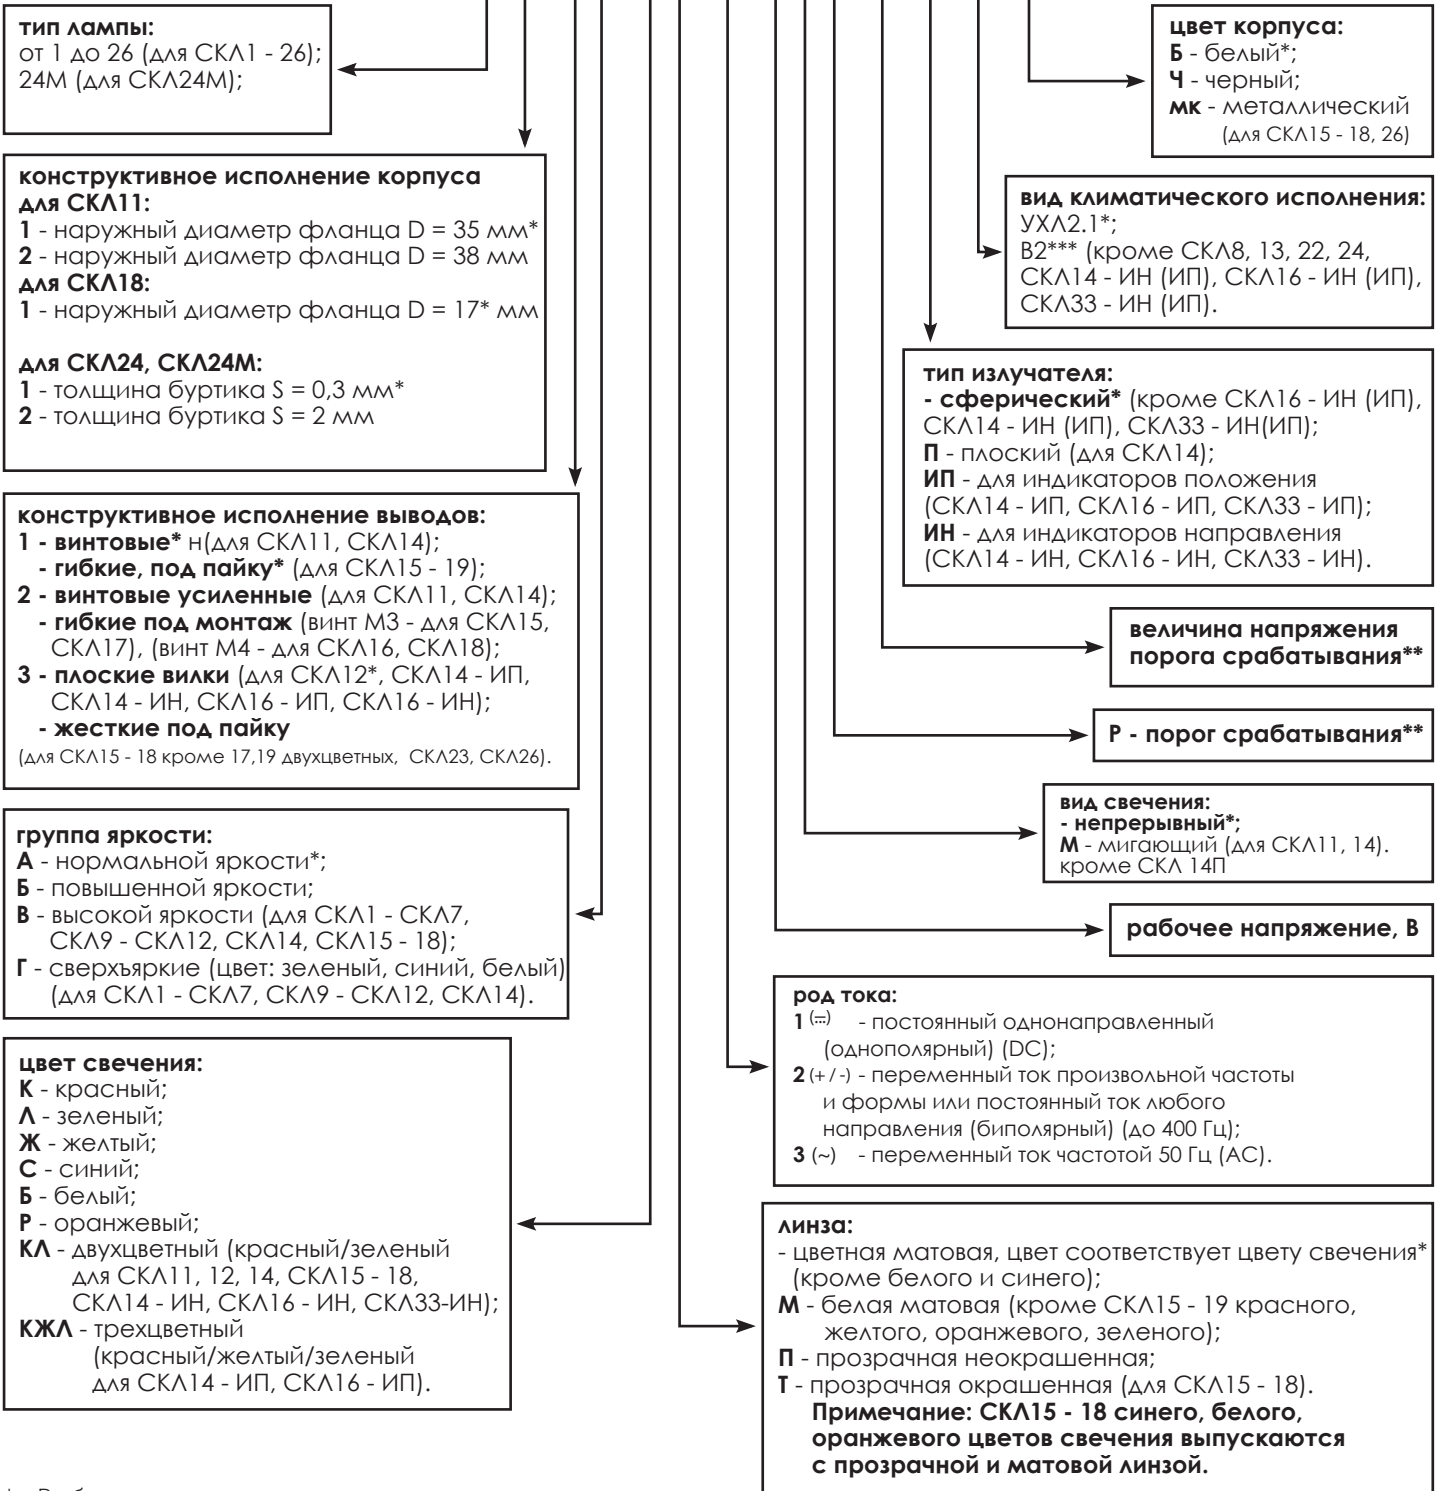 тип лампы:
от 1 до 26 (для СКЛ1 - 26);
24М (для СКЛ24М);
конструктивное исполнение корпуса
для СКЛ11:
1 - наружный диаметр фланца D = 35 мм*
2 - наружный диаметр фланца D = 38 мм
для СКЛ18:
1 - наружный диаметр фланца D = 17* мм
для СКЛ24, СКЛ24М:
1 - толщина буртика S = 0,3 мм*
2 - толщина буртика S = 2 мм
конструктивное исполнение выводов:
1 - винтовые* н(для СКЛ11, СКЛ14);
- гибкие, под пайку* (для СКЛ15 - 19);
2 - винтовые усиленные (для СКЛ11, СКЛ14);
- гибкие под монтаж (винт М3 - для СКЛ15,
СКЛ17), (винт М4 - для СКЛ16, СКЛ18);
3 - плоские вилки (для СКЛ12*, СКЛ14 - ИП,
СКЛ14 - ИН, СКЛ16 - ИП, СКЛ16 - ИН);
- жесткие под пайку
(для СКЛ15 - 18 кроме 17,19 двухцветных, СКЛ23, СКЛ26).
группа яркости:
А - нормальной яркости*;
Б - повышенной яркости;
В - высокой яркости (для СКЛ1 - СКЛ7,
СКЛ9 - СКЛ12, СКЛ14, СКЛ15 - 18);
Г - сверхъяркие (цвет: зеленый, синий, белый)
(для СКЛ1 - СКЛ7, СКЛ9 - СКЛ12, СКЛ14).
цвет свечения:
К - красный;
Л - зеленый;
Ж - желтый;
С - синий;
Б - белый;
Р - оранжевый;
КЛ - двухцветный (красный/зеленый
для СКЛ11, 12, 14, СКЛ15 - 18,
СКЛ14 - ИН, СКЛ16 - ИН, СКЛ33-ИН);
КЖЛ - трехцветный
(красный/желтый/зеленый
для СКЛ14 - ИП, СКЛ16 - ИП).
цвет корпуса:
Б - белый*;
Ч - черный;
мк - металлический
(для СКЛ15 - 18, 26)
вид климатического исполнения:
УХЛ2.1*;
В2*** (кроме СКЛ8, 13, 22, 24,
СКЛ14 - ИН (ИП), СКЛ16 - ИН (ИП),
СКЛ33 - ИН (ИП).
тип излучателя:
- сферический* (кроме СКЛ16 - ИН (ИП),
СКЛ14 - ИН (ИП), СКЛ33 - ИН(ИП);
П - плоский (для СКЛ14);
ИП - для индикаторов положения
(СКЛ14 - ИП, СКЛ16 - ИП, СКЛ33 - ИП);
ИН - для индикаторов направления
(СКЛ14 - ИН, СКЛ16 - ИН, СКЛ33 - ИН).
величина напряжения
порога срабатывания**
Р - порог срабатывания**
вид свечения:
- непрерывный*;
М - мигающий (для СКЛ11, 14).
кроме СКЛ 14П
рабочее напряжение, В
род тока:
1 (⎓) - постоянный однонаправленный
(однополярный) (DC);
2 (+ / -) - переменный ток произвольной частоты
и формы или постоянный ток любого
направления (биполярный) (до 400 Гц);
3 (~) - переменный ток частотой 50 Гц (АС).
линза:
- цветная матовая, цвет соответствует цвету свечения*
(кроме белого и синего);
М - белая матовая (кроме СКЛ15 - 19 красного,
желтого, оранжевого, зеленого);
П - прозрачная неокрашенная;
Т - прозрачная окрашенная (для СКЛ15 - 18).
Примечание: СКЛ15 - 18 синего, белого,
оранжевого цветов свечения выпускаются
с прозрачной и матовой линзой.